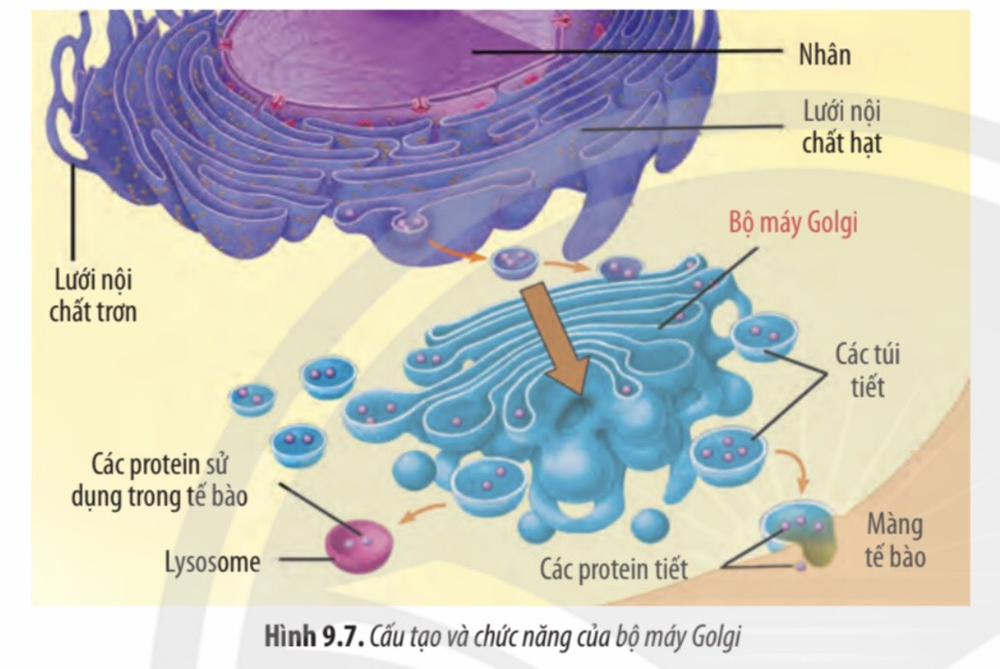 Nhân
Lưới nội
chất hạt
Bộ máy Golgi
Lưới nội
chất trơn
Các túi
tiết
Các protein sử
dụng trong tế bào
Lysosome
Các protein tiết
Màng
tế bào
Hình 9.7. Cấu tạo và chức năng của bộ máy Golgi